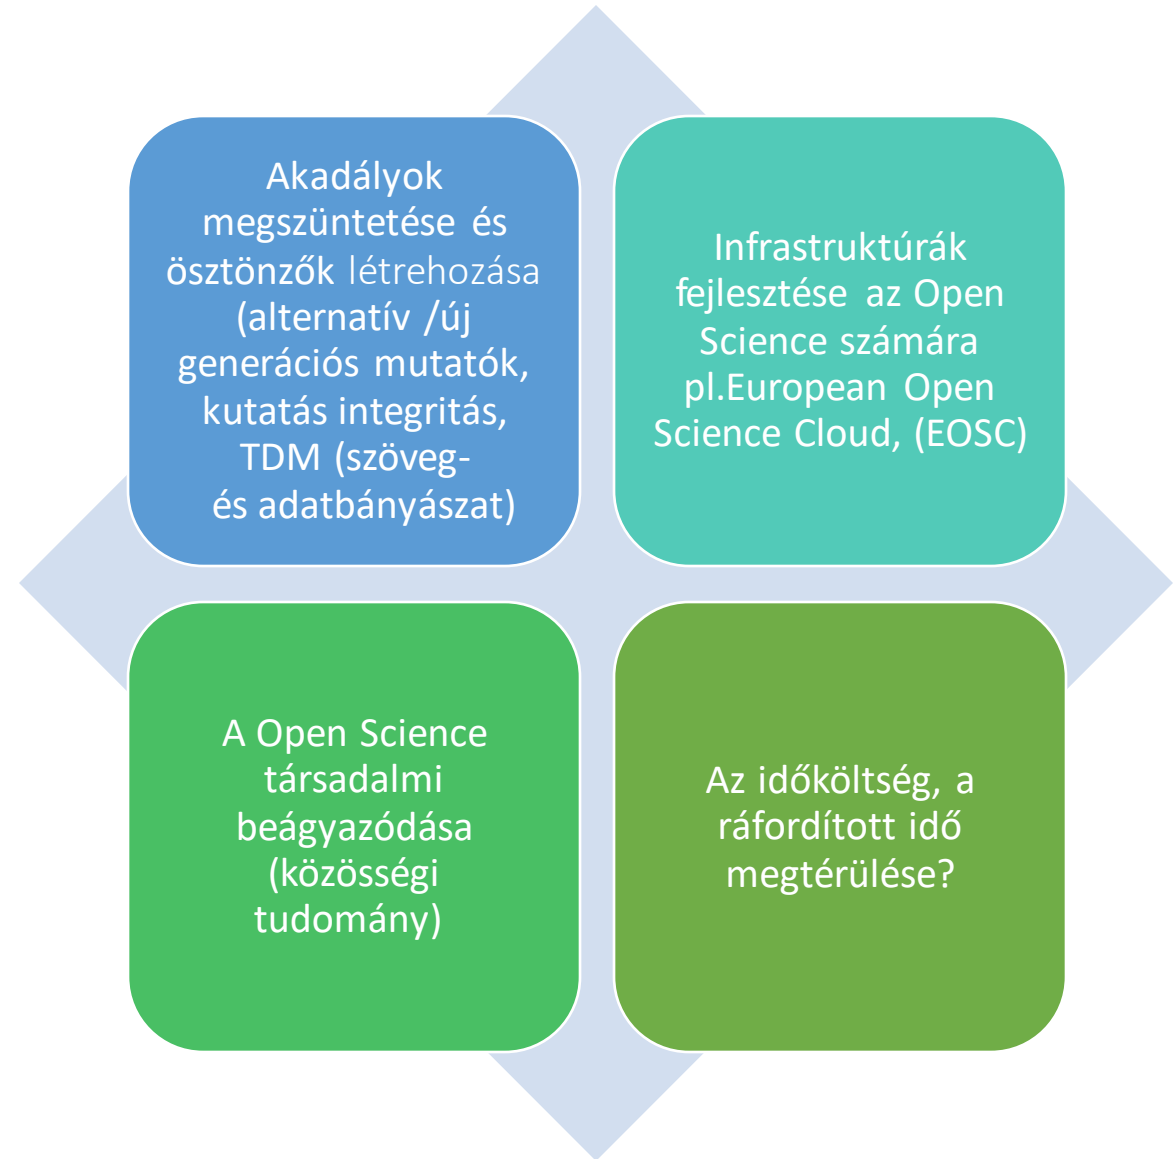 Akadályok
megszüntetése és
ösztönzők létrehozása
(alternatív /új
generációs mutatók,
kutatás integritás,
TDM (szöveg-
és adatbányászat)
Infrastruktúrák
fejlesztése az Open
Science számára
pl.European Open
Science Cloud, (EOSC)
A Open Science
társadalmi
beágyazódása
(közösségi
tudomány)
Az időköltség, a
ráfordított idő
megtérülése?